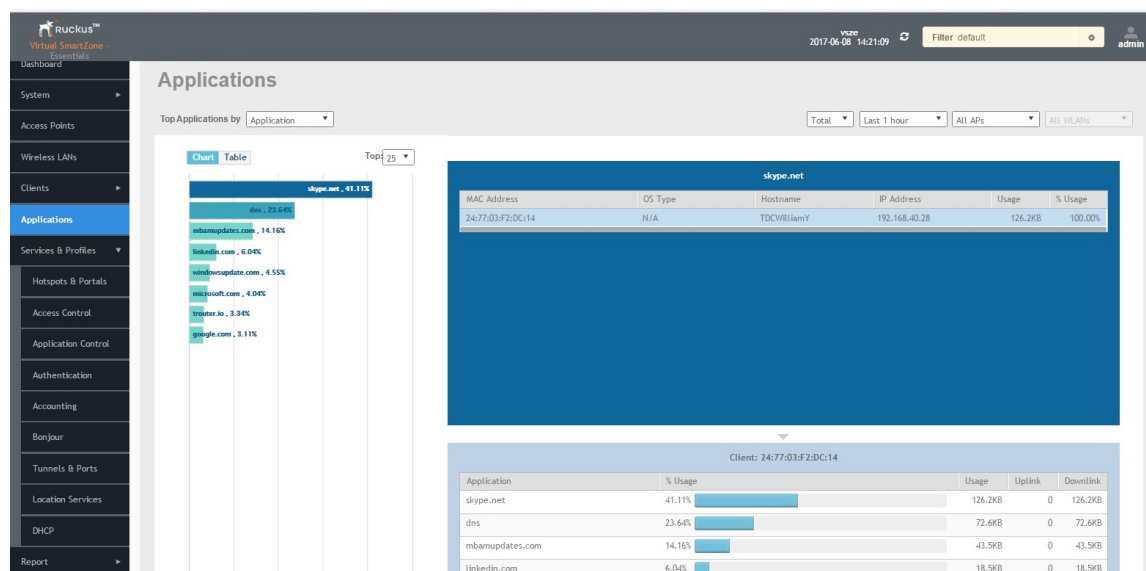 RUCKUS™
Virtual SmartZone -
Essentials
vsze
2017-06-08 14:21:09
Filter default
admin
Dashboard
System
Access Points
Wireless LANs
Clients
Applications
Services & Profiles
Hotspots & Portals
Access Control
Application Control
Authentication
Accounting
Bonjour
Tunnels & Ports
Location Services
DHCP
Report
Applications
Top Applications by Application
Total Last 1 hour All APs All WLANs
Chart Table Top: 25
skype.net , 41.11%
dns , 23.64%
mbamupdates.com , 14.16%
linkedin.com , 6.04%
windowsupdate.com , 4.55%
microsoft.com , 4.04%
trouter.io , 3.34%
google.com , 3.11%
skype.net
MAC Address OS Type Hostname IP Address Usage % Usage
24:77:03:F2:DC:14 N/A TDCWilliamY 192.168.40.28 126.2KB 100.00%
Client: 24:77:03:F2:DC:14
Application % Usage Usage Uplink Downlink
skype.net 41.11% 126.2KB 0 126.2KB
dns 23.64% 72.6KB 0 72.6KB
mbamupdates.com 14.16% 43.5KB 0 43.5KB
linkedin.com 6.04% 18.5KB 0 18.5KB